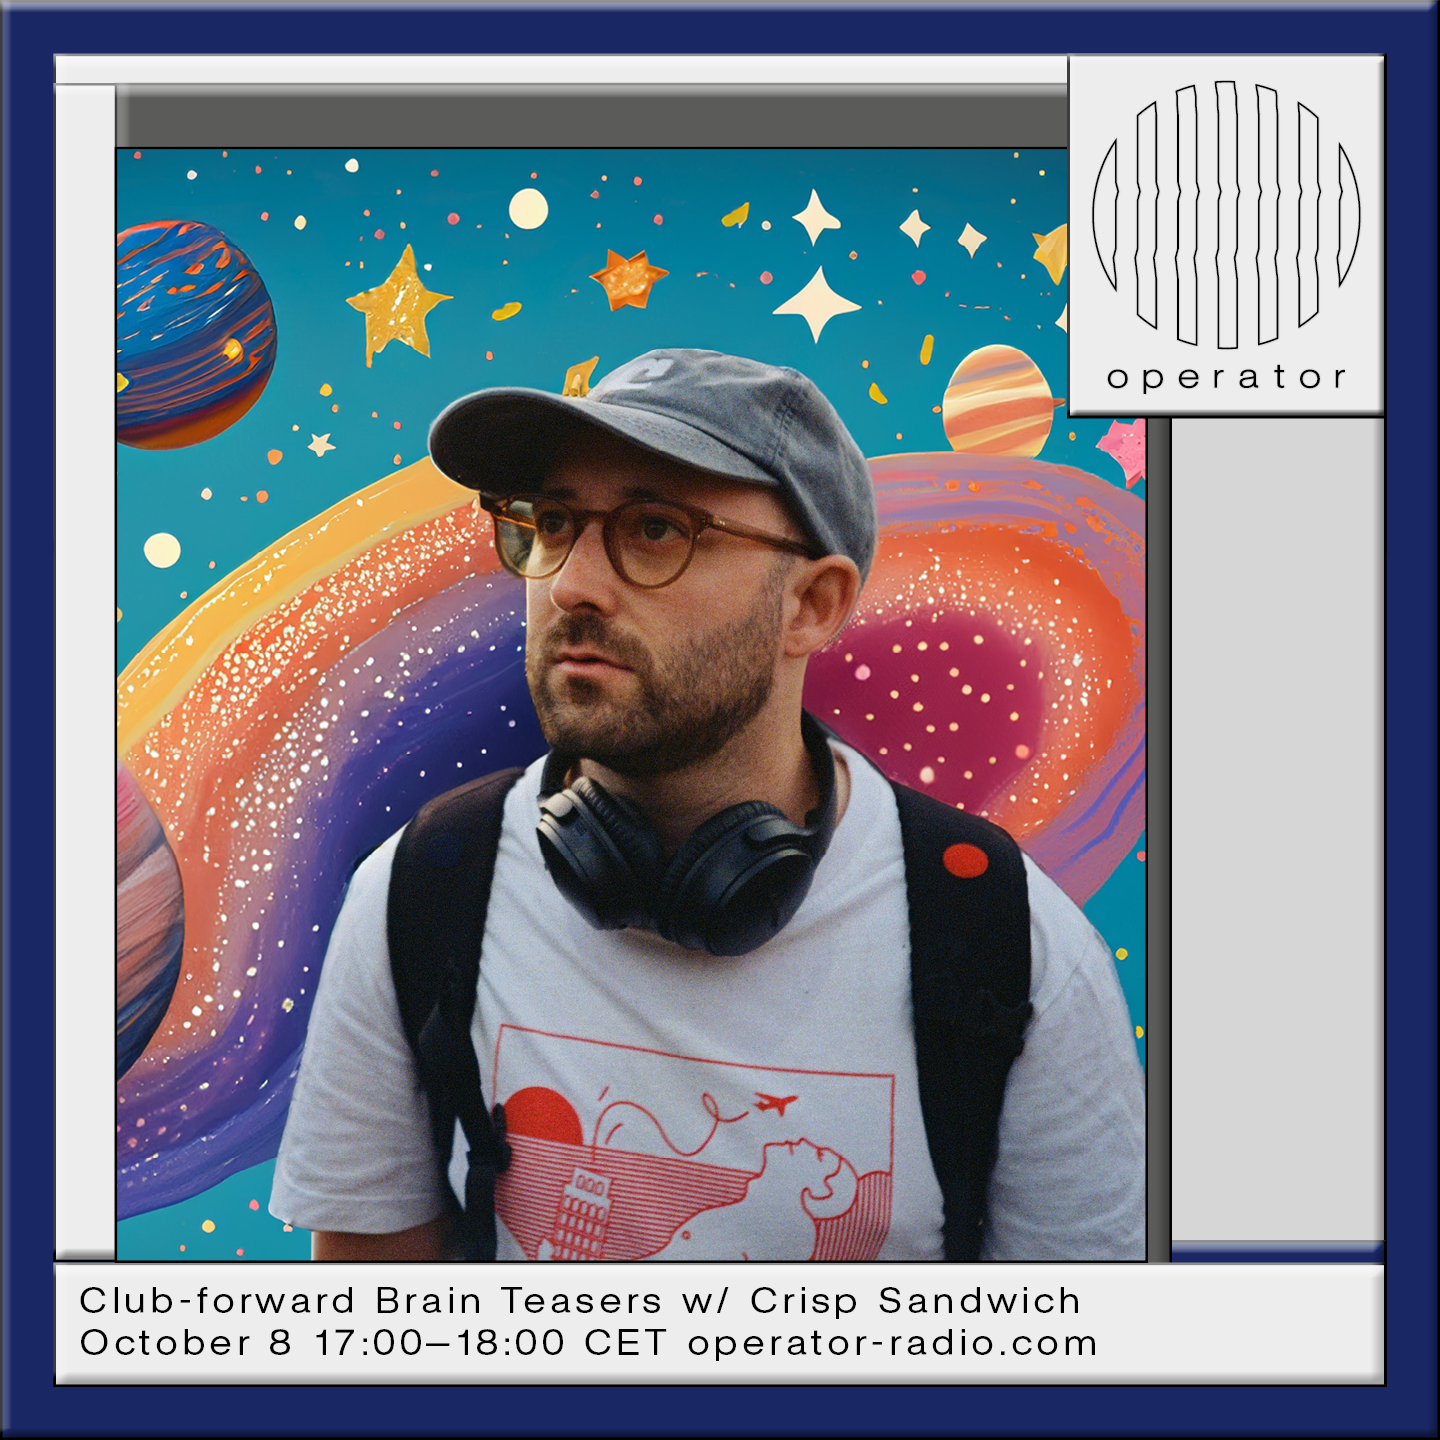 operator
Club-forward Brain Teasers w/ Crisp Sandwich
October 8 17:00–18:00 CET operator-radio.com